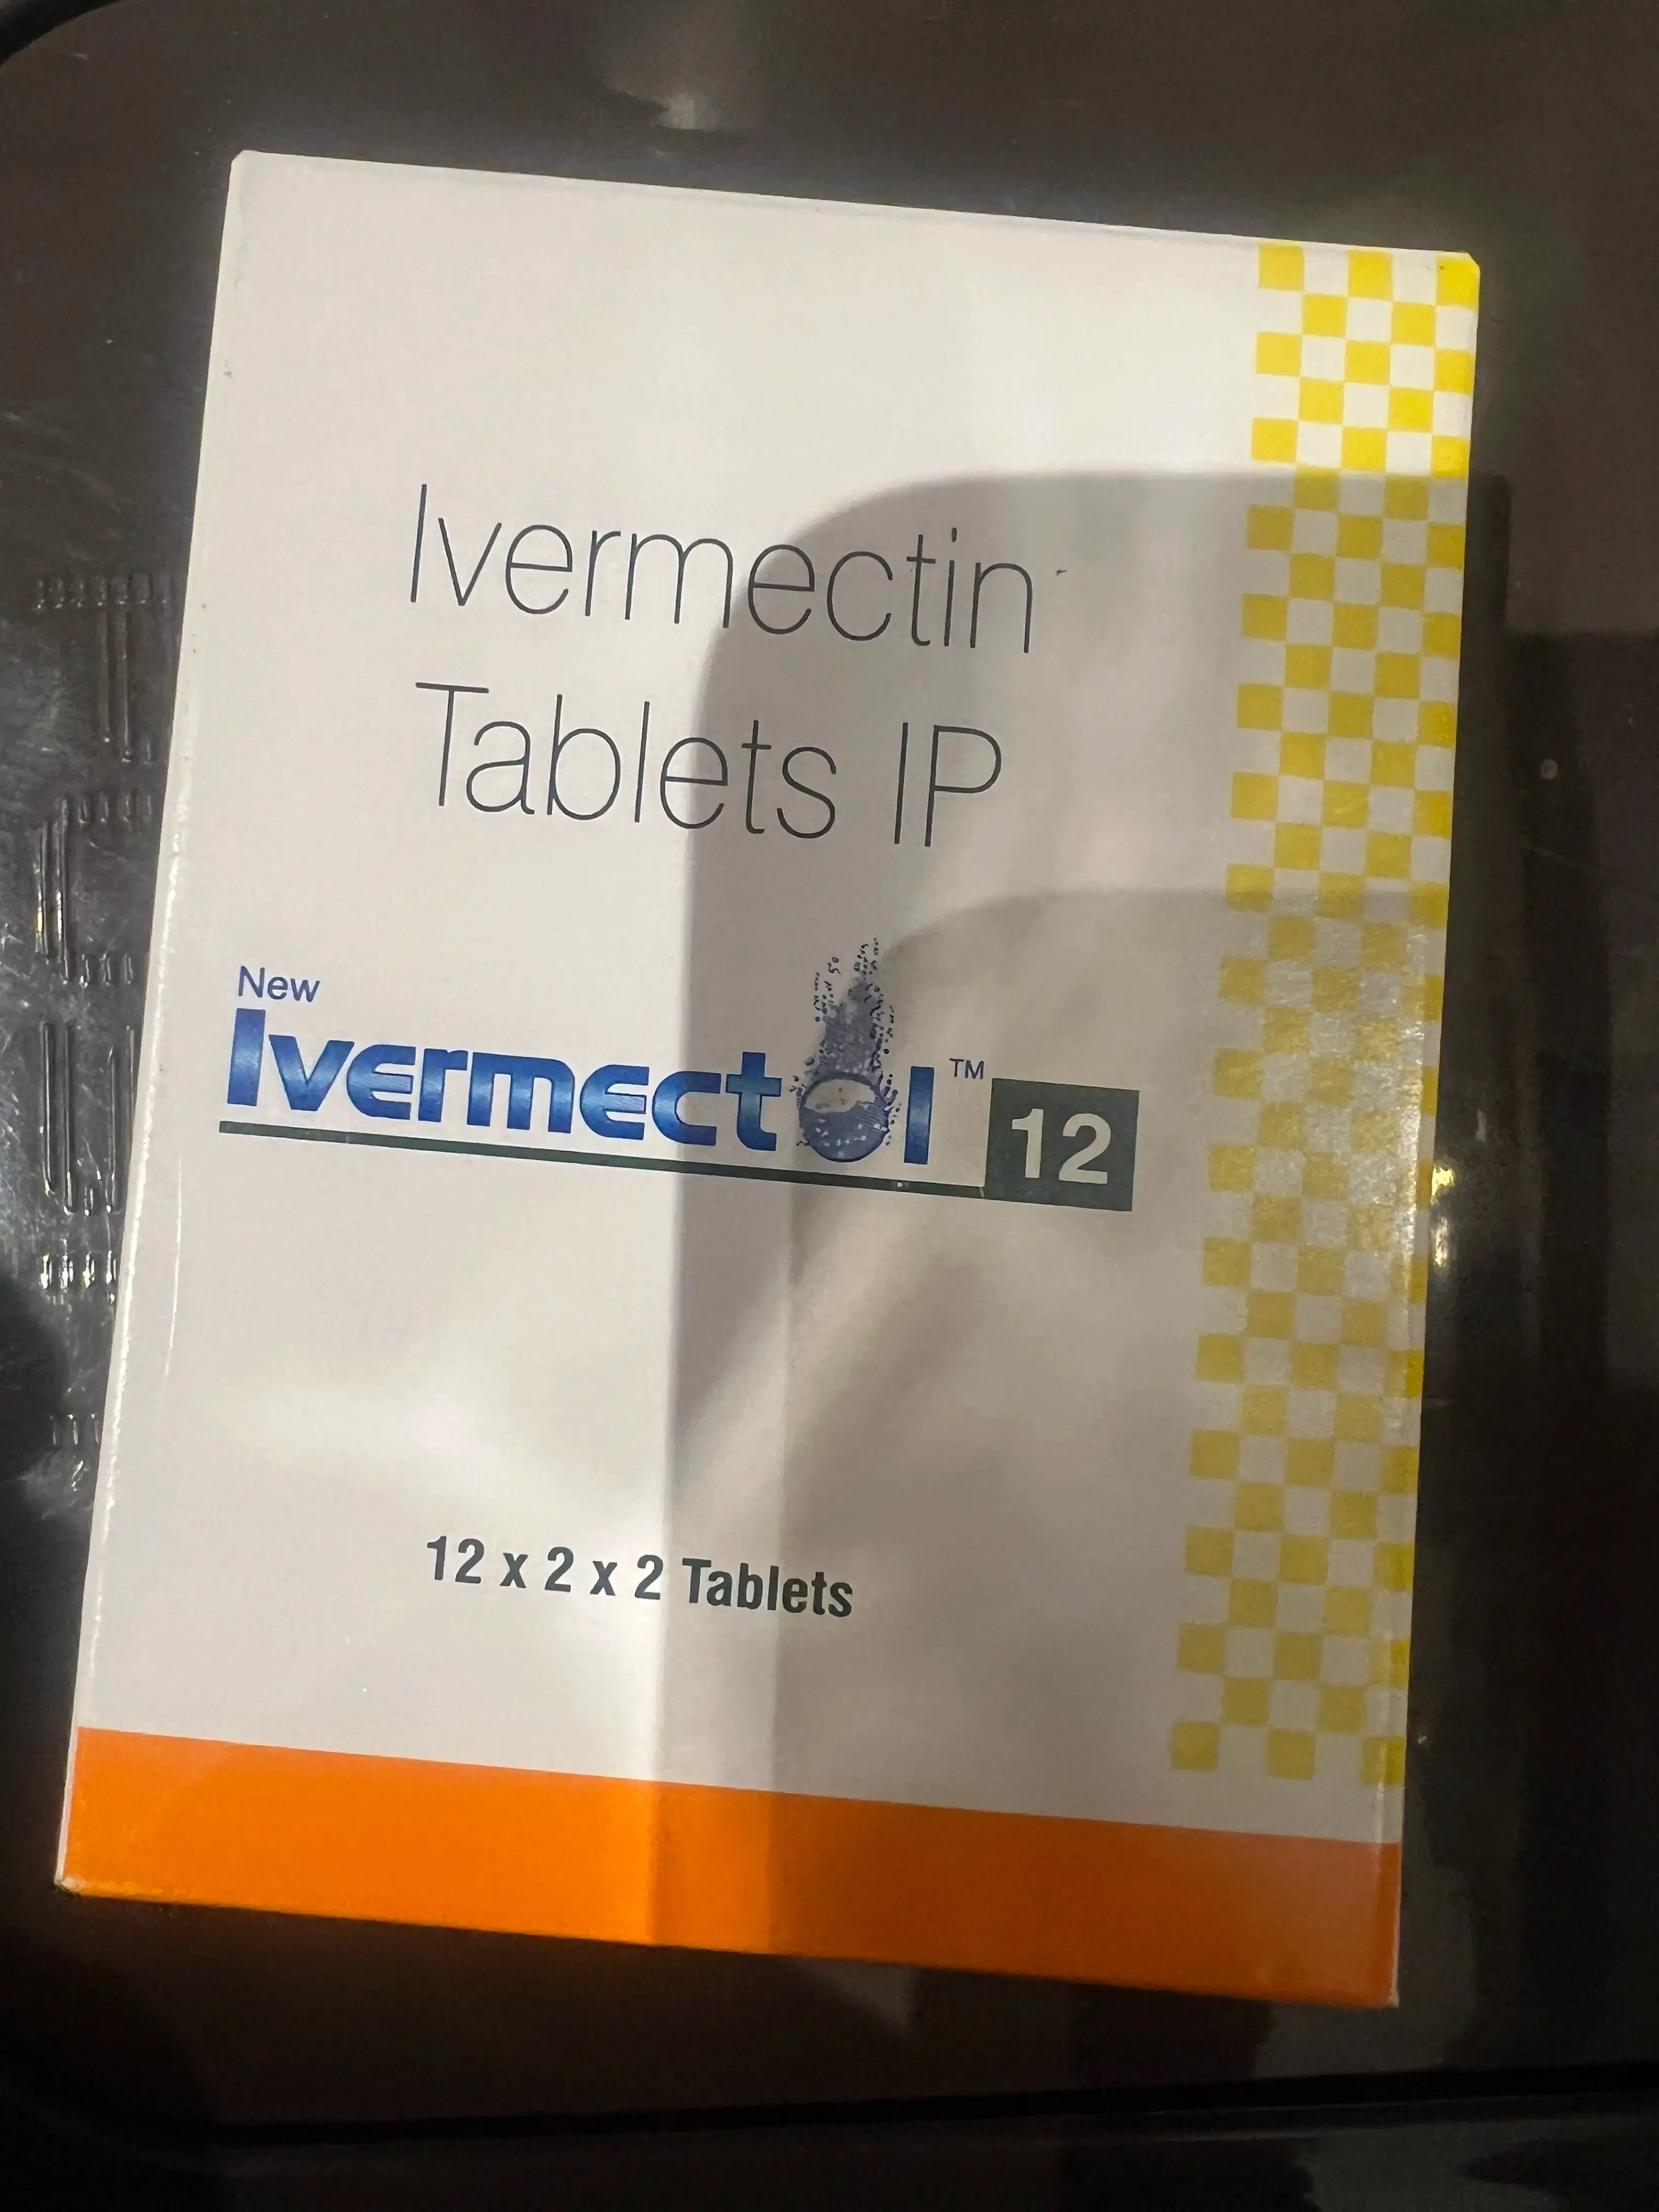 Ivermectin
Tablets IP
New
Ivermectol™ 12
12 x 2 x 2 Tablets